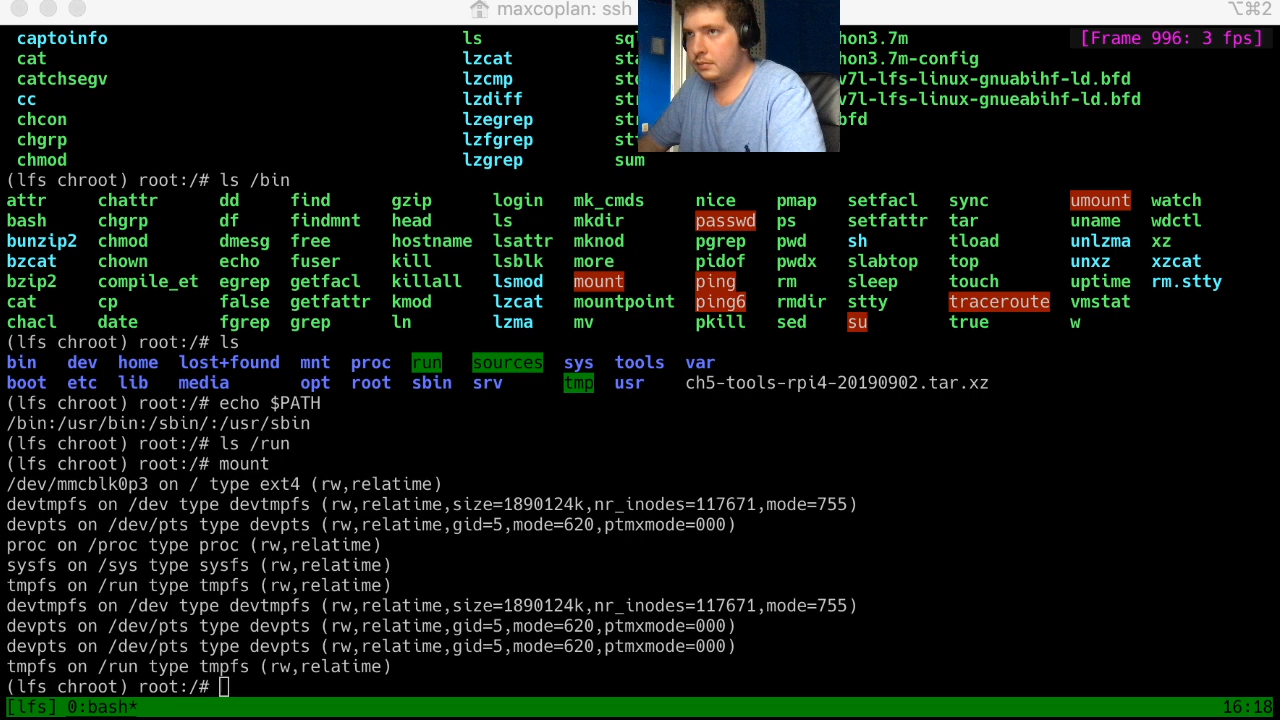 maxcoplan: ssh ⌥⌘2
captoinfo ls hon3.7m [Frame 996: 3 fps]
cat lzcat hon3.7m-config
catchsegv lzcmp v7l-lfs-linux-gnuabihf-ld.bfd
cc lzdiff v7l-lfs-linux-gnueabihf-ld.bfd
chcon lzegrep bfd
chgrp lzfgrep
chmod lzgrep sum
(lfs chroot) root:/# ls /bin
attr chattr dd find gzip login mk_cmds nice pmap setfacl sync umount watch
bash chgrp df findmnt head ls mkdir passwd ps setfattr tar uname wdctl
bunzip2 chmod dmesg free hostname lsattr mknod pgrep pwd sh tload unlzma xz
bzcat chown echo fuser kill lsblk more pidof pwdx slabtop top unxz xzcat
bzip2 compile_et egrep getfacl killall lsmod mount ping rm sleep touch uptime rm.stty
cat cp false getfattr kmod lzcat mountpoint ping6 rmdir stty traceroute vmstat
chacl date fgrep grep ln lzma mv pkill sed su true w
(lfs chroot) root:/# ls
bin dev home lost+found mnt proc run sources sys tools var
boot etc lib media opt root sbin srv tmp usr ch5-tools-rpi4-20190902.tar.xz
(lfs chroot) root:/# echo $PATH
/bin:/usr/bin:/sbin/:/usr/sbin
(lfs chroot) root:/# ls /run
(lfs chroot) root:/# mount
/dev/mmcblk0p3 on / type ext4 (rw,relatime)
devtmpfs on /dev type devtmpfs (rw,relatime,size=1890124k,nr_inodes=117671,mode=755)
devpts on /dev/pts type devpts (rw,relatime,gid=5,mode=620,ptmxmode=000)
proc on /proc type proc (rw,relatime)
sysfs on /sys type sysfs (rw,relatime)
tmpfs on /run type tmpfs (rw,relatime)
devtmpfs on /dev type devtmpfs (rw,relatime,size=1890124k,nr_inodes=117671,mode=755)
devpts on /dev/pts type devpts (rw,relatime,gid=5,mode=620,ptmxmode=000)
devpts on /dev/pts type devpts (rw,relatime,gid=5,mode=620,ptmxmode=000)
tmpfs on /run type tmpfs (rw,relatime)
(lfs chroot) root:/#
[lfs] 0:bash* 16:18